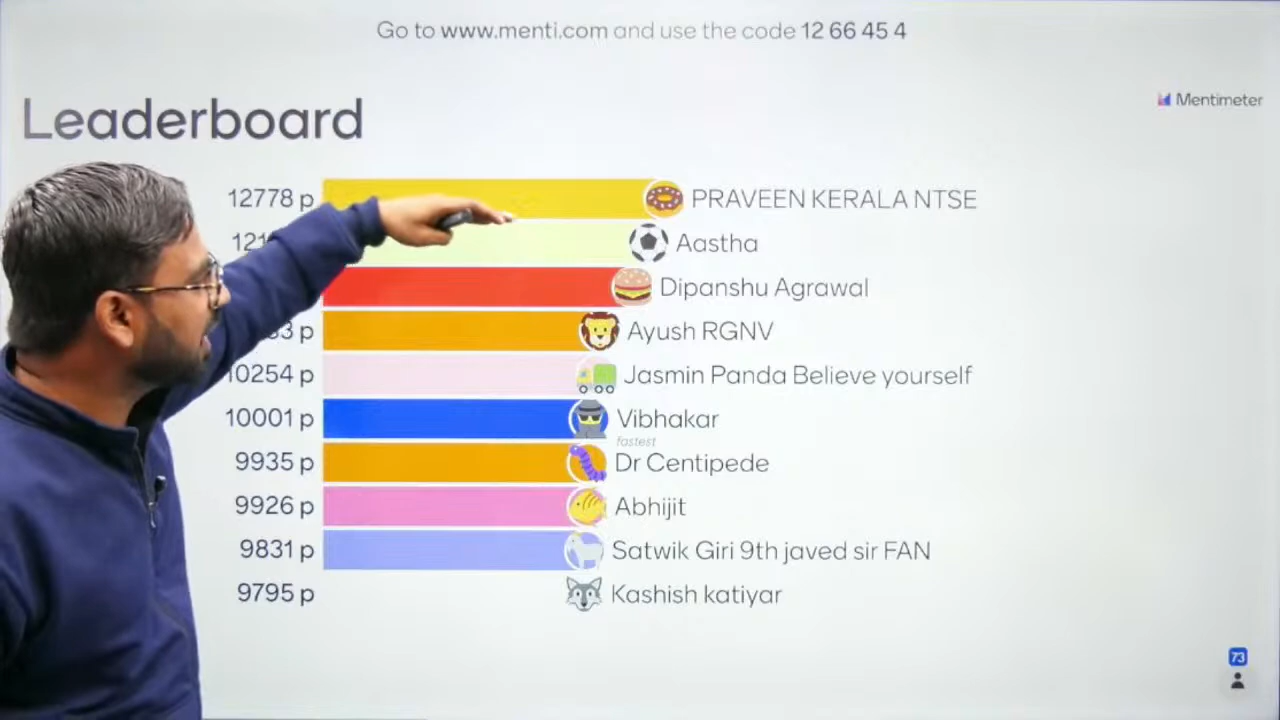 Go to www.menti.com and use the code 12 66 45 4
Mentimeter
Leaderboard
12778 p PRAVEEN KERALA NTSE
Aastha
Dipanshu Agrawal
p Ayush RGNV
10254 p Jasmin Panda Believe yourself
10001 p Vibhakar
fastest
9935 p Dr Centipede
9926 p Abhijit
9831 p Satwik Giri 9th javed sir FAN
9795 p Kashish katiyar
73